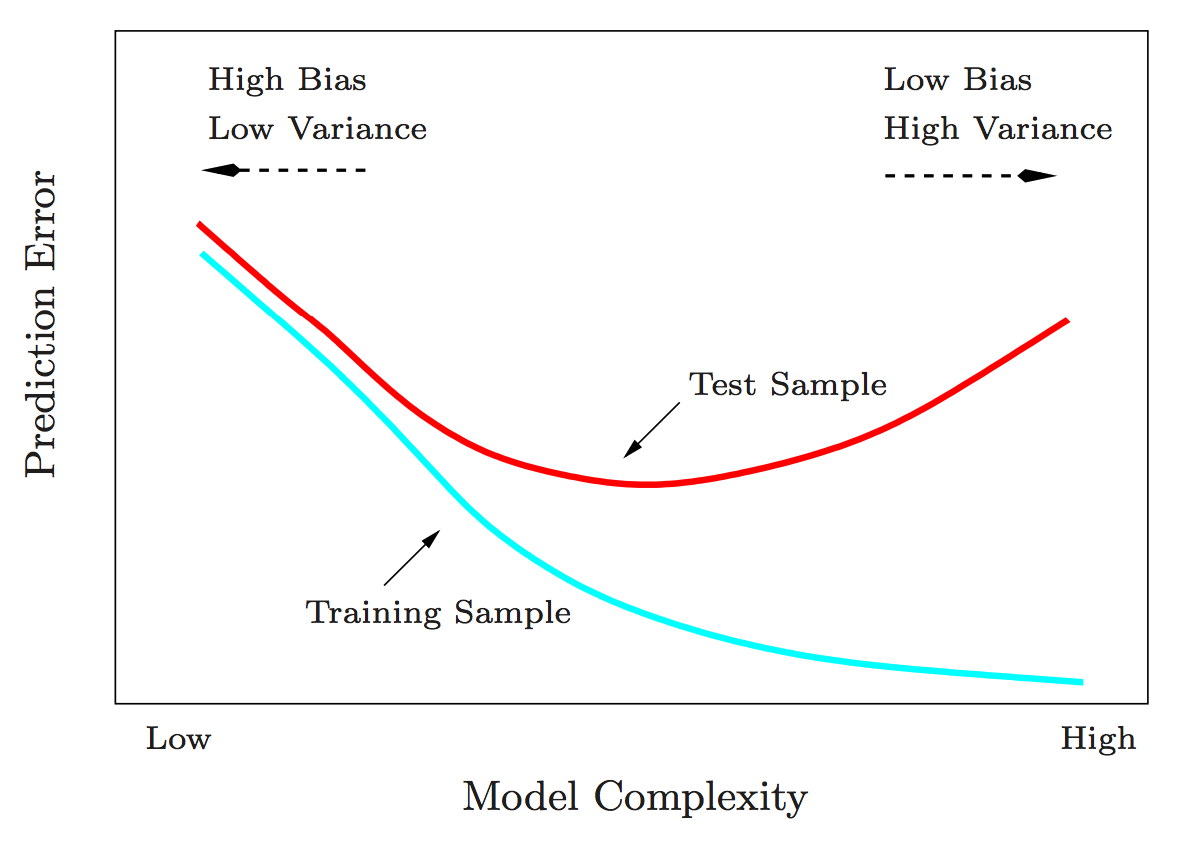 High Bias
Low Variance
Low Bias
High Variance
Prediction Error
Test Sample
Training Sample
Low
High
Model Complexity